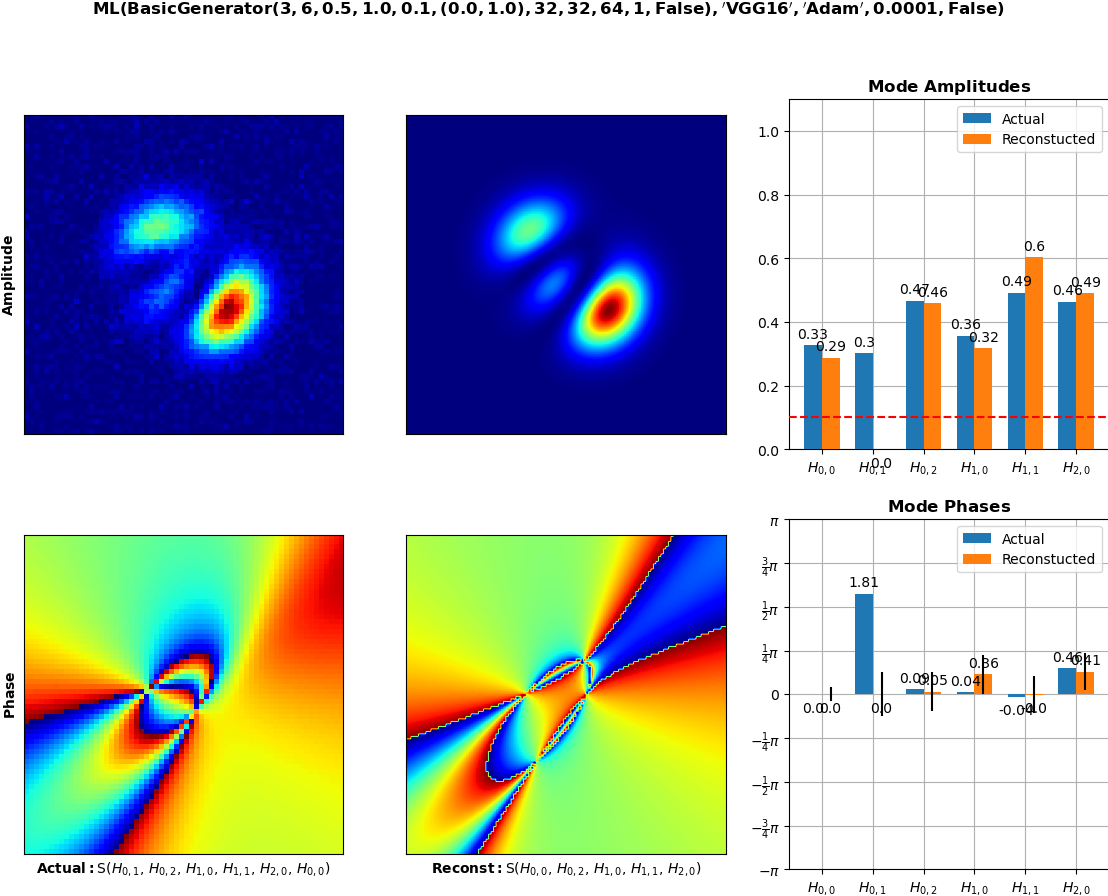 ML(BasicGenerator(3, 6, 0.5, 1.0, 0.1, (0.0, 1.0), 32, 32, 64, 1, False), ′VGG16′, ′Adam′, 0.0001, False)
Amplitude
Mode Amplitudes
Actual
Reconstucted
1.0
0.8
0.6
0.4
0.2
0.0
0.33
0.29
0.3
0.0
0.47
0.46
0.36
0.32
0.49
0.6
0.46
0.49
H0,0 H0,1 H0,2 H1,0 H1,1 H2,0
Phase
Actual: S(H0,1, H0,2, H1,0, H1,1, H2,0, H0,0)
Reconst: S(H0,0, H0,2, H1,0, H1,1, H2,0)
Mode Phases
Actual
Reconstucted
π
3/4π
1/2π
1/4π
0
−1/4π
−1/2π
−3/4π
−π
0.0
0.0
1.81
0.0
0.09
0.05
0.04
0.36
-0.04
-0.0
0.46
0.41
H0,0 H0,1 H0,2 H1,0 H1,1 H2,0